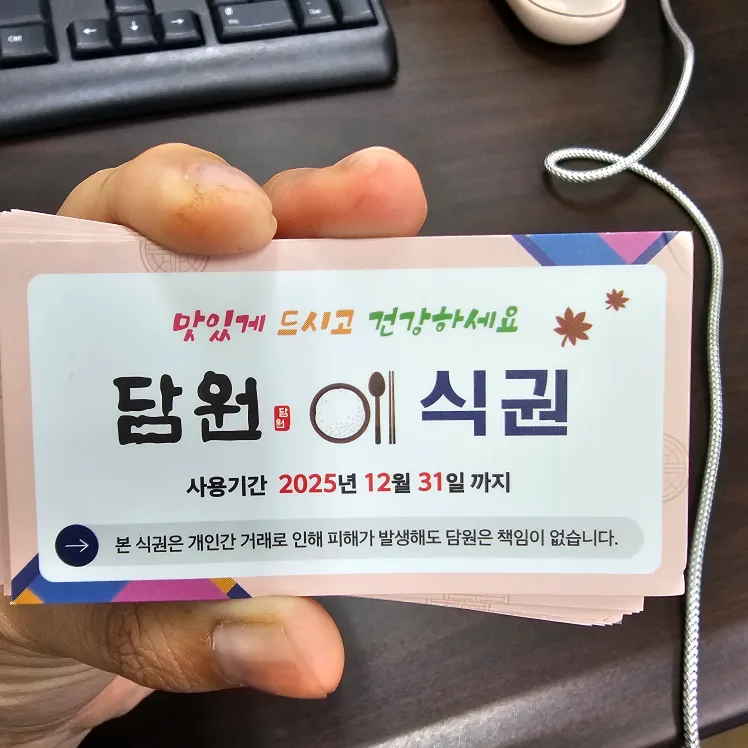 맛있게 드시고 건강하세요
담원 담원 식권
사용기간 2025년 12월 31일 까지
본 식권은 개인간 거래로 인해 피해가 발생해도 담원은 책임이 없습니다.